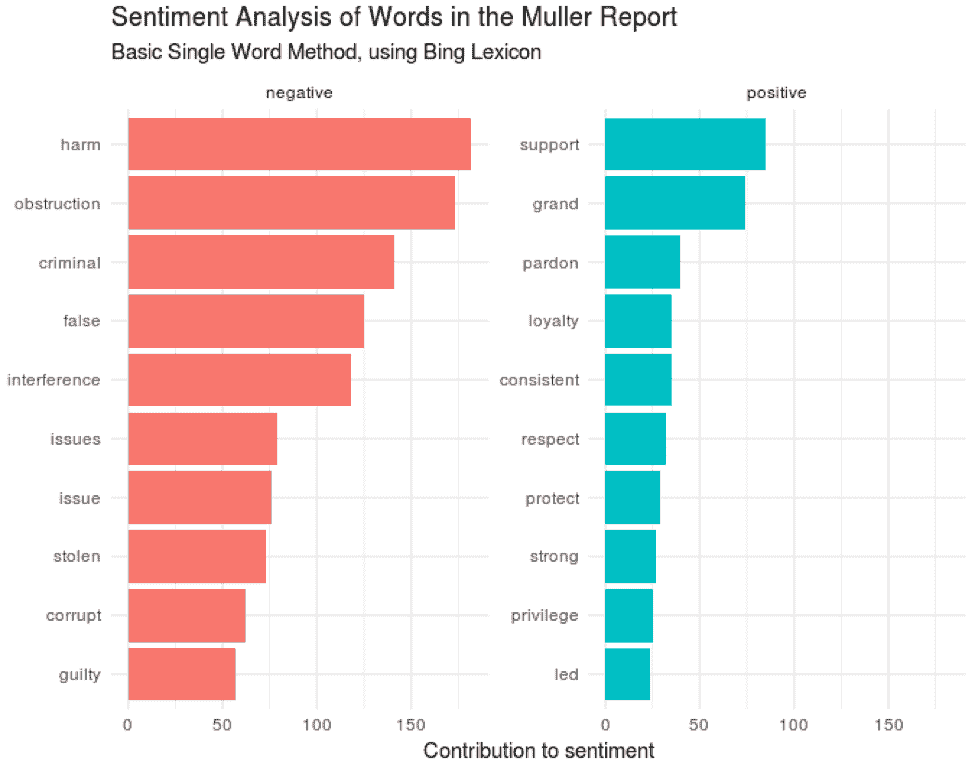 Sentiment Analysis of Words in the Muller Report
Basic Single Word Method, using Bing Lexicon
negative
harm
obstruction
criminal
false
interference
issues
issue
stolen
corrupt
guilty
0 50 100 150
positive
support
grand
pardon
loyalty
consistent
respect
protect
strong
privilege
led
0 50 100 150
Contribution to sentiment